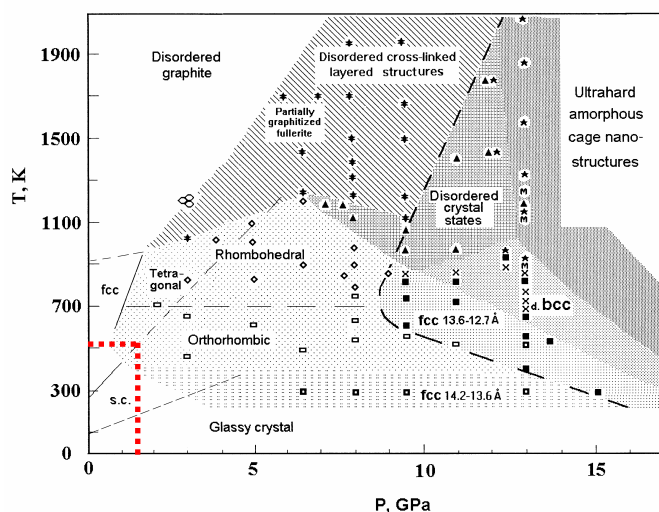 1900
Disordered
graphite
Disordered cross-linked
layered structures
Partially
graphitized
fullerite
Ultrahard
amorphous
cage nano-
structures
1500
T, K
Disordered
crystal
states
1100
Rhombohedral
Tetra-
gonal
fcc
d. bcc
700
fcc 13.6-12.7 Å
Orthorhombic
300
s.c.
fcc 14.2-13.6 Å
Glassy crystal
0
0
5
10
15
P, GPa